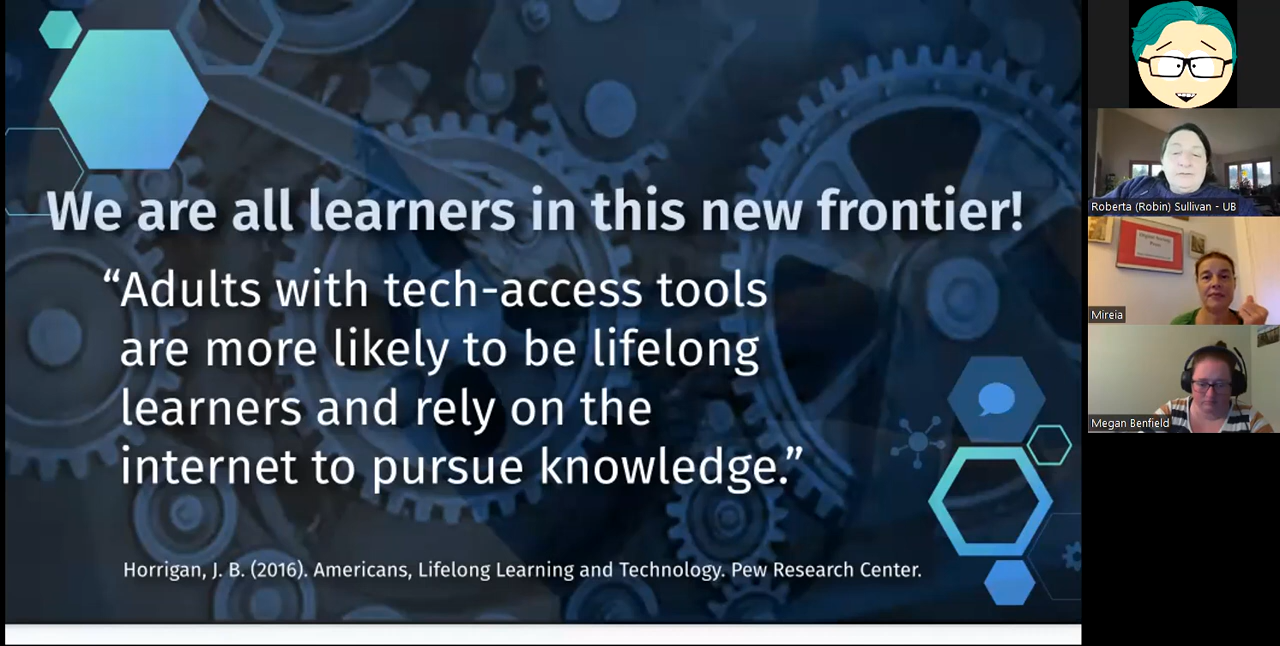 We are all learners in this new frontier!
“Adults with tech-access tools
are more likely to be lifelong
learners and rely on the
internet to pursue knowledge.”
Horrigan, J. B. (2016). Americans, Lifelong Learning and Technology. Pew Research Center.
Roberta (Robin) Sullivan - UB
Mireia
Megan Benfield